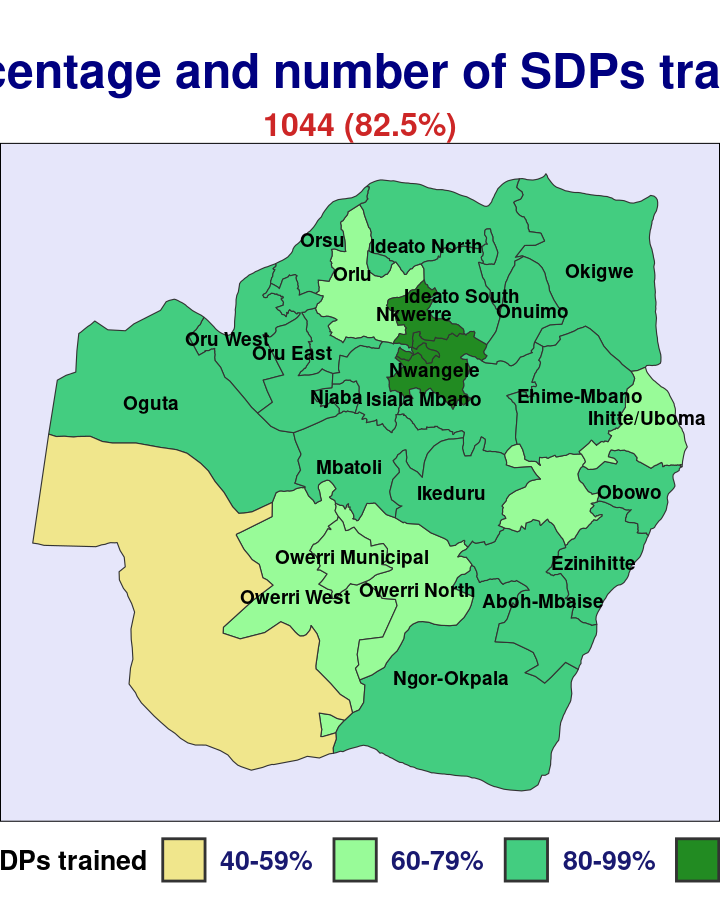 centage and number of SDPs tra
1044 (82.5%)
Orsu
Ideato North
Orlu
Okigwe
Ideato South
Nkwerre
Onuimo
Oru West
Oru East
Nwangele
Ehime-Mbano
Njaba
Isiala Mbano
Oguta
Ihitte/Uboma
Mbatoli
Ikeduru
Obowo
Owerri Municipal
Ezinihitte
Owerri North
Owerri West
Aboh-Mbaise
Ngor-Okpala
DPs trained 40-59% 60-79% 80-99%